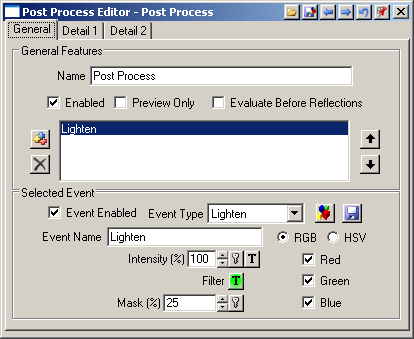 Post Process Editor - Post Process
General Detail 1 Detail 2
General Features
Name Post Process
Enabled Preview Only Evaluate Before Reflections
Lighten
Selected Event
Event Enabled Event Type Lighten
Event Name Lighten RGB HSV
Intensity (%) 100 T Red
Filter T Green
Mask (%) 25 Blue